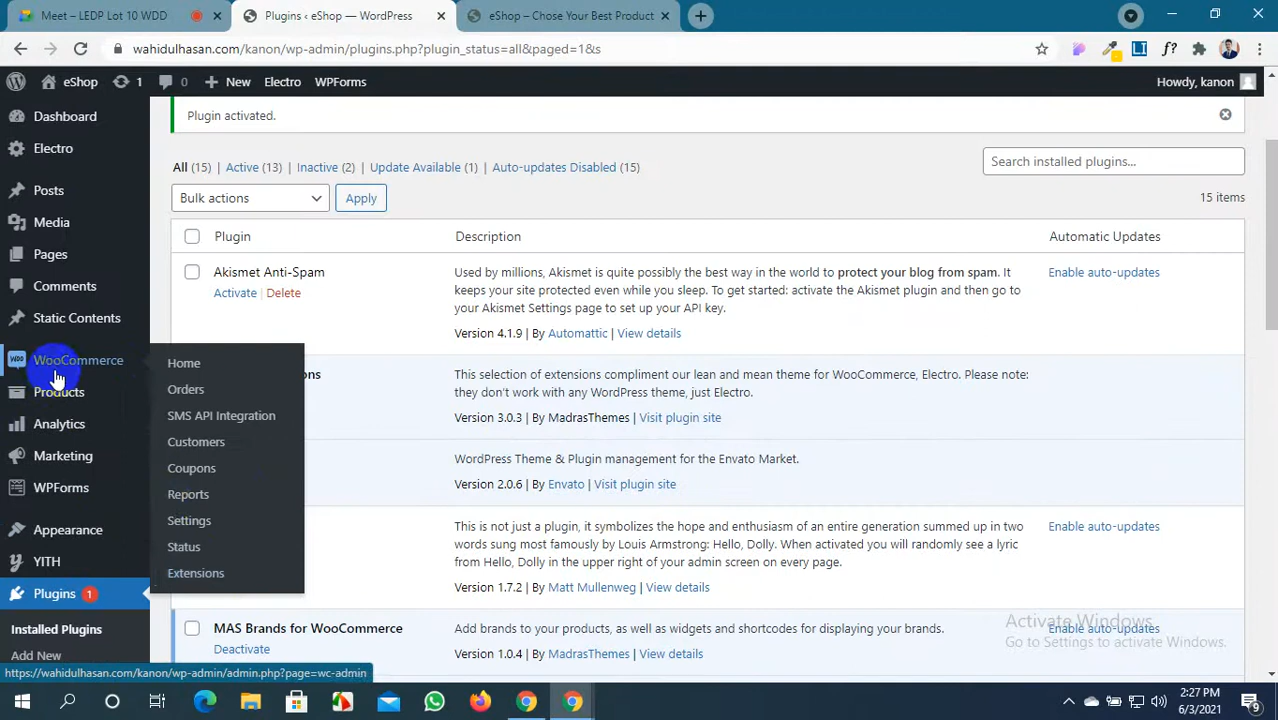 Meet – LEDP Lot 10 WDD
Plugins ‹ eShop — WordPress
eShop – Chose Your Best Product
wahidulhasan.com/kanon/wp-admin/plugins.php?plugin_status=all&paged=1&s
eShop
1
0
New
Electro
WPForms
Howdy, kanon
Dashboard
Electro
Posts
Media
Pages
Comments
Static Contents
WooCommerce
Products
Analytics
Marketing
WPForms
Appearance
YITH
Plugins 1
Installed Plugins
Add New
Home
Orders
SMS API Integration
Customers
Coupons
Reports
Settings
Status
Extensions
Plugin activated.
All (15) | Active (13) | Inactive (2) | Update Available (1) | Auto-updates Disabled (15)
Search installed plugins...
Bulk actions
Apply
15 items
Plugin
Description
Automatic Updates
Akismet Anti-Spam
Activate | Delete
Used by millions, Akismet is quite possibly the best way in the world to protect your blog from spam. It
keeps your site protected even while you sleep. To get started: activate the Akismet plugin and then go to
your Akismet Settings page to set up your API key.
Version 4.1.9 | By Automattic | View details
Enable auto-updates
This selection of extensions compliment our lean and mean theme for WooCommerce, Electro. Please note:
they don't work with any WordPress theme, just Electro.
Version 3.0.3 | By MadrasThemes | Visit plugin site
WordPress Theme & Plugin management for the Envato Market.
Version 2.0.6 | By Envato | Visit plugin site
This is not just a plugin, it symbolizes the hope and enthusiasm of an entire generation summed up in two
words sung most famously by Louis Armstrong: Hello, Dolly. When activated you will randomly see a lyric
from Hello, Dolly in the upper right of your admin screen on every page.
Version 1.7.2 | By Matt Mullenweg | View details
Enable auto-updates
MAS Brands for WooCommerce
Deactivate
Add brands to your products, as well as widgets and shortcodes for displaying your brands.
Version 1.0.4 | By MadrasThemes | View details
Enable auto-updates
Activate Windows
Go to Settings to activate Windows.
https://wahidulhasan.com/kanon/wp-admin/admin.php?page=wc-admin
2:27 PM
6/3/2021